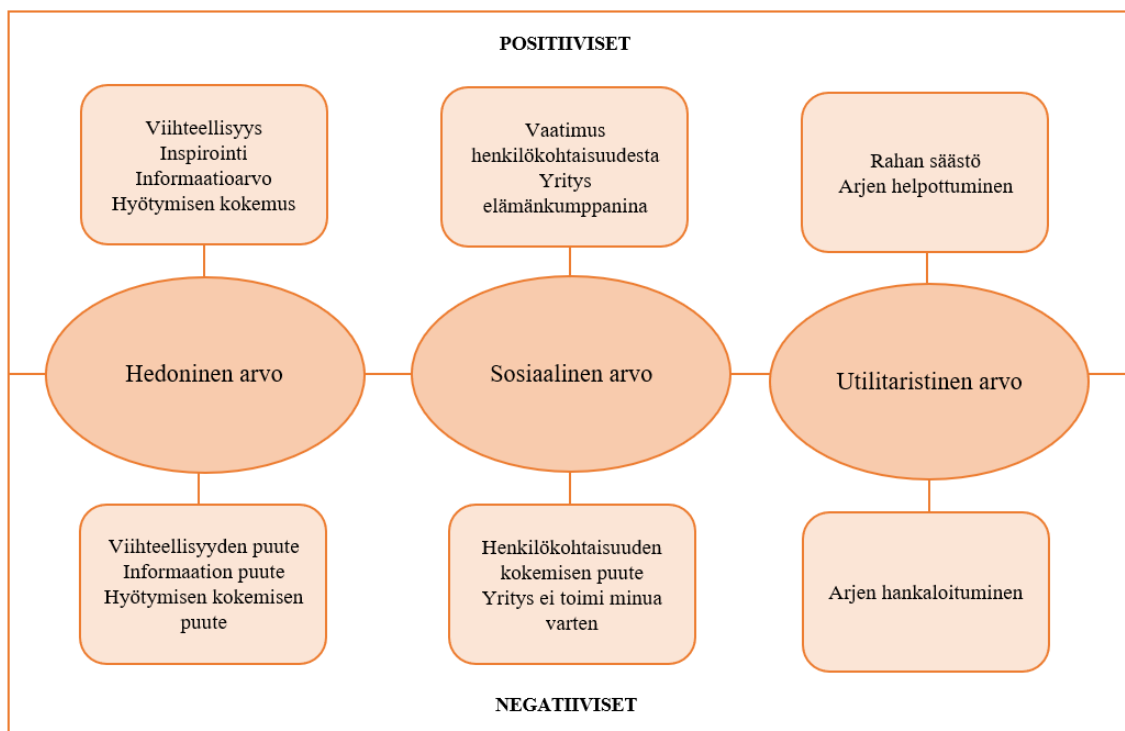 POSITIIVISET
Viihteellisyys
Inspirointi
Informaatioarvo
Hyötymisen kokemus
Vaatimus
henkilökohtaisuudesta
Yritys
elämänkumppanina
Rahan säästö
Arjen helpottuminen
Hedoninen arvo
Sosiaalinen arvo
Utilitaristinen arvo
Viihteellisyyden puute
Informaation puute
Hyötymisen kokemisen
puute
Henkilökohtaisuuden
kokemisen puute
Yritys ei toimi minua
varten
Arjen hankaloituminen
NEGATIIVISET